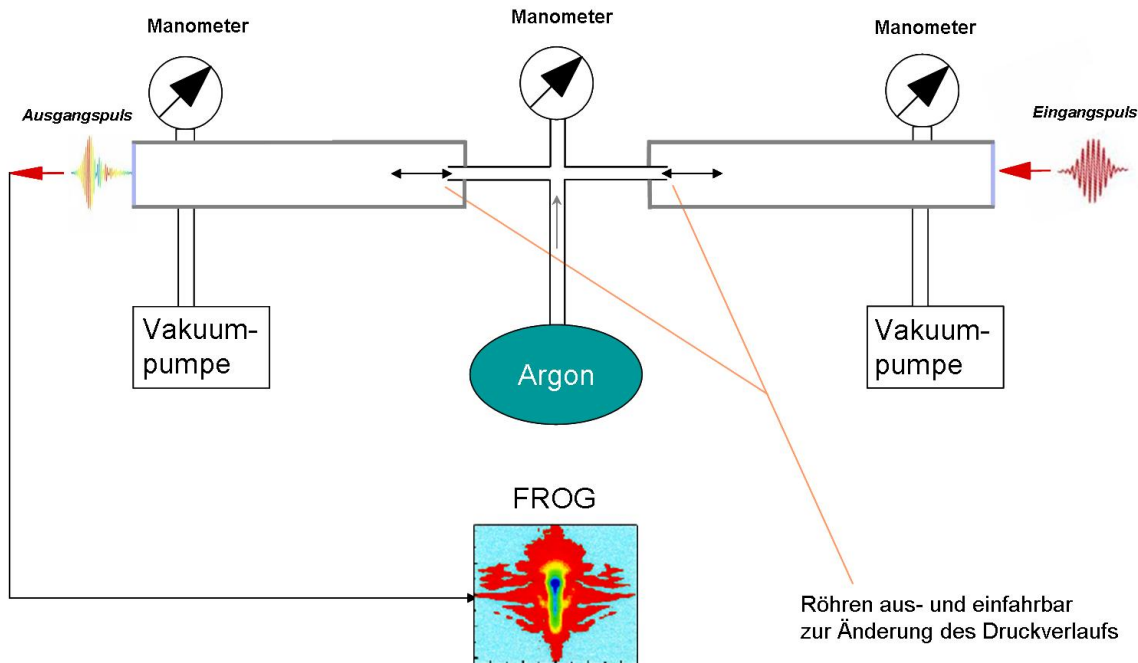 Manometer
Manometer
Manometer
Ausgangspuls
Eingangspuls
Vakuum-
pumpe
Argon
Vakuum-
pumpe
FROG
Röhren aus- und einfahrbar
zur Änderung des Druckverlaufs